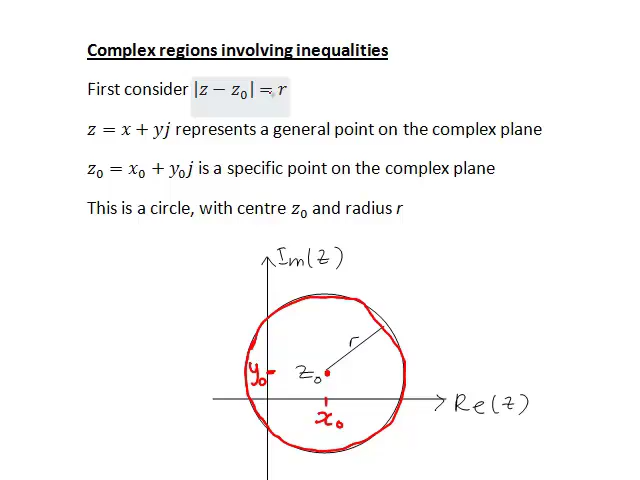 Complex regions involving inequalities
First consider |z − z₀| = r
z = x + yj represents a general point on the complex plane
z₀ = x₀ + y₀j is a specific point on the complex plane
This is a circle, with centre z₀ and radius r
Im(z)
r
y₀
z₀
Re(z)
x₀